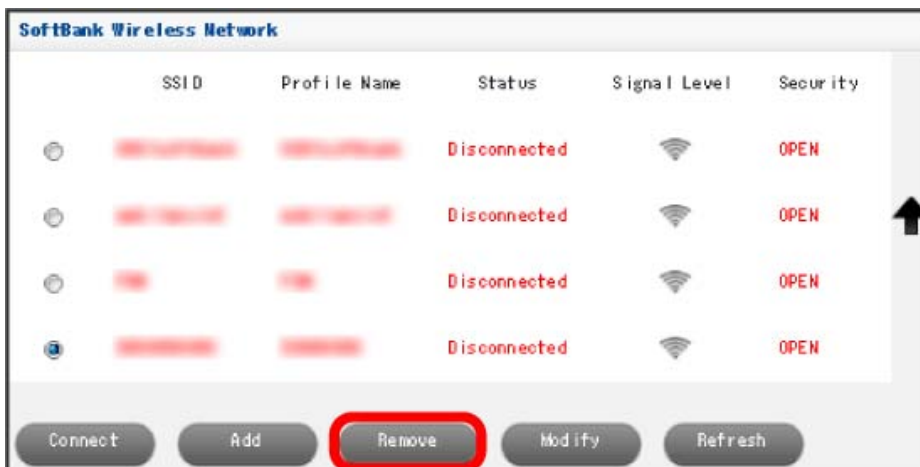 SoftBank Wireless Network
SSID Profile Name Status Signal Level Security
Disconnected OPEN
Disconnected OPEN
Disconnected OPEN
Disconnected OPEN
Connect Add Remove Modify Refresh